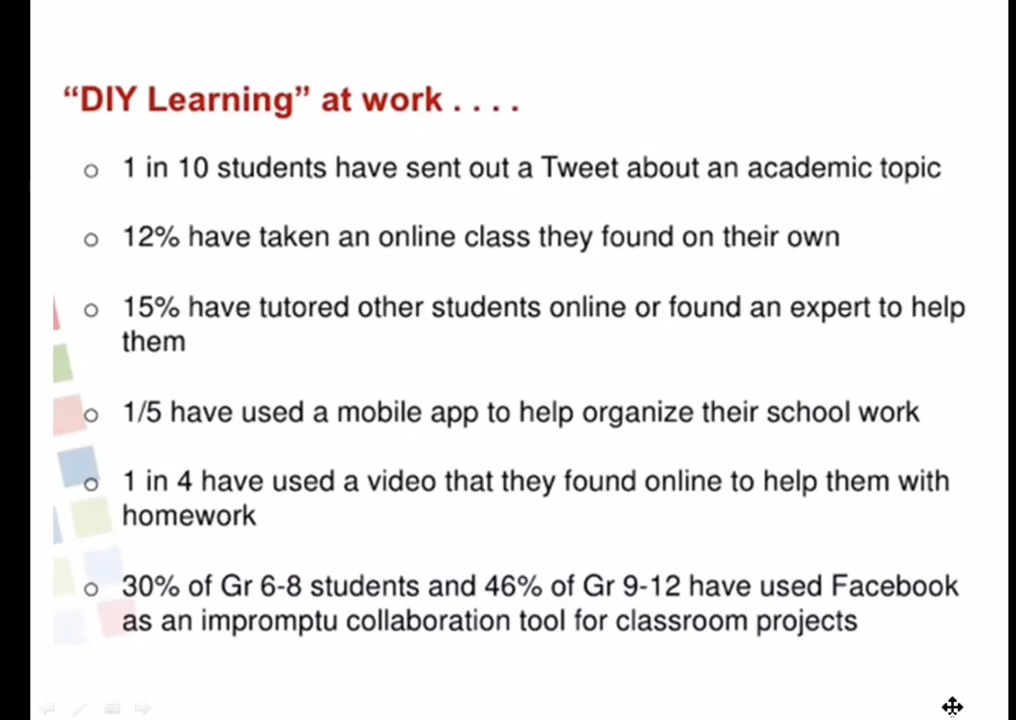 “DIY Learning” at work . . . .
○ 1 in 10 students have sent out a Tweet about an academic topic
○ 12% have taken an online class they found on their own
○ 15% have tutored other students online or found an expert to help
them
○ 1/5 have used a mobile app to help organize their school work
○ 1 in 4 have used a video that they found online to help them with
homework
○ 30% of Gr 6-8 students and 46% of Gr 9-12 have used Facebook
as an impromptu collaboration tool for classroom projects